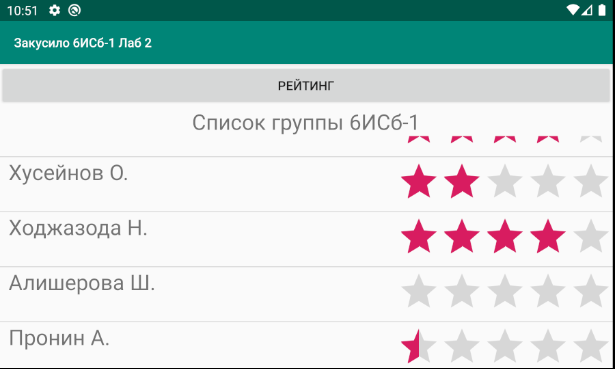 10:51
Закусило 6ИСб-1 Лаб 2
РЕЙТИНГ
Список группы 6ИСб-1
Хусейнов О.
Ходжазода Н.
Алишерова Ш.
Пронин А.